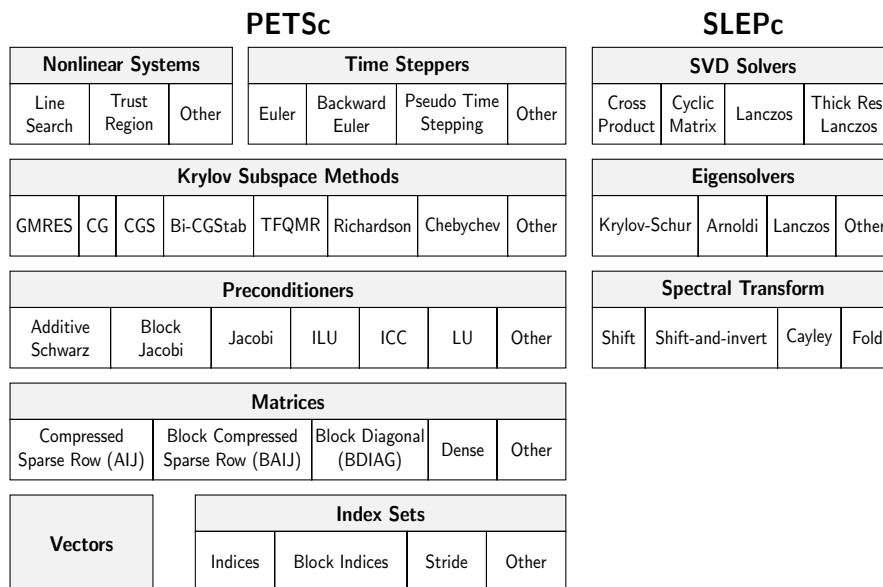 PETSc
SLEPc
Nonlinear Systems
Line
Search
Trust
Region
Other
Time Steppers
Euler
Backward
Euler
Pseudo Time
Stepping
Other
SVD Solvers
Cross
Product
Cyclic
Matrix
Lanczos
Thick Res
Lanczos
Krylov Subspace Methods
GMRES
CG
CGS
Bi-CGStab
TFQMR
Richardson
Chebychev
Other
Eigensolvers
Krylov-Schur
Arnoldi
Lanczos
Other
Preconditioners
Additive
Schwarz
Block
Jacobi
Jacobi
ILU
ICC
LU
Other
Spectral Transform
Shift
Shift-and-invert
Cayley
Fold
Matrices
Compressed
Sparse Row (AIJ)
Block Compressed
Sparse Row (BAIJ)
Block Diagonal
(BDIAG)
Dense
Other
Vectors
Index Sets
Indices
Block Indices
Stride
Other